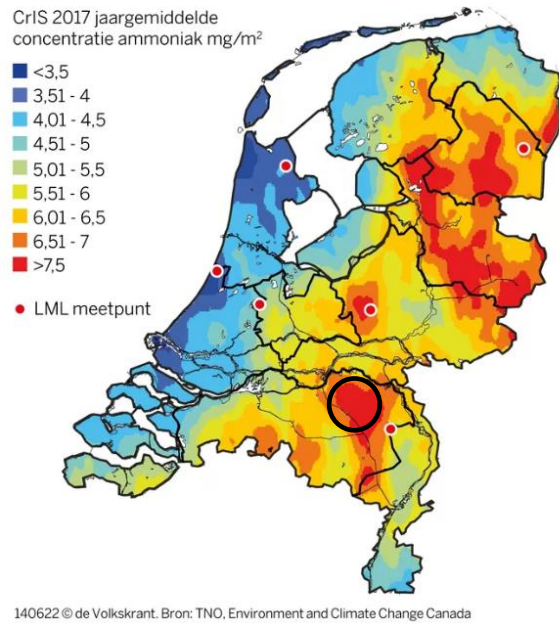 CrIS 2017 jaargemiddelde
concentratie ammoniak mg/m²
<3,5
3,51 - 4
4,01 - 4,5
4,51 - 5
5,01 - 5,5
5,51 - 6
6,01 - 6,5
6,51 - 7
>7,5
LML meetpunt
140622 © de Volkskrant. Bron: TNO, Environment and Climate Change Canada